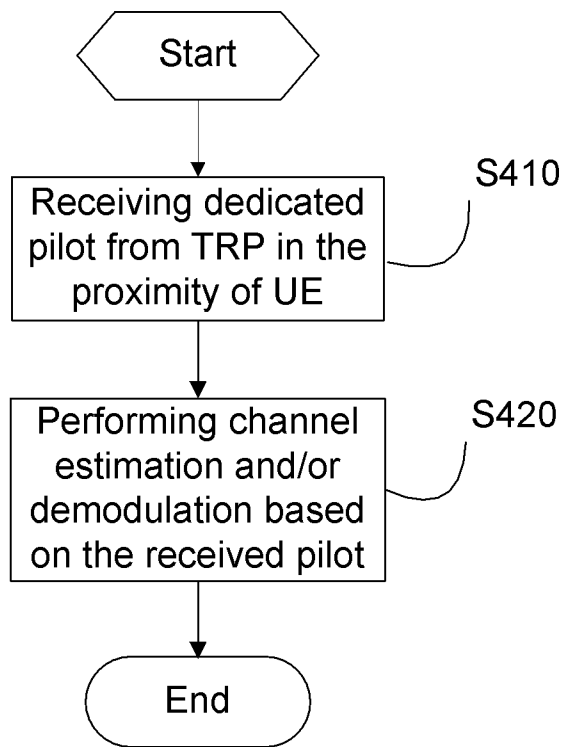 Start
S410
Receiving dedicated
pilot from TRP in the
proximity of UE
S420
Performing channel
estimation and/or
demodulation based
on the received pilot
End